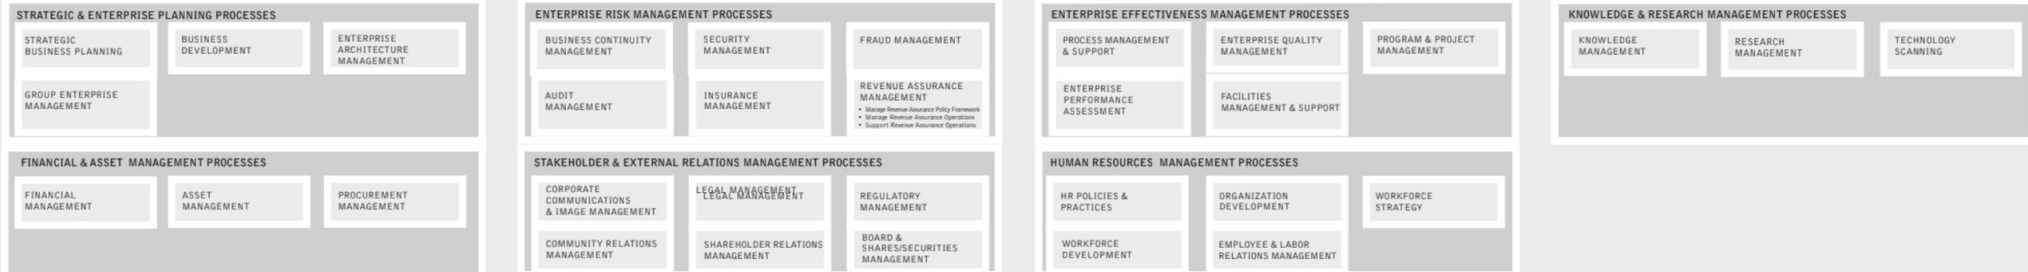 STRATEGIC & ENTERPRISE PLANNING PROCESSES
STRATEGIC
BUSINESS PLANNING
BUSINESS
DEVELOPMENT
ENTERPRISE
ARCHITECTURE
MANAGEMENT
GROUP ENTERPRISE
MANAGEMENT
ENTERPRISE RISK MANAGEMENT PROCESSES
BUSINESS CONTINUITY
MANAGEMENT
SECURITY
MANAGEMENT
FRAUD MANAGEMENT
AUDIT
MANAGEMENT
INSURANCE
MANAGEMENT
REVENUE ASSURANCE
MANAGEMENT
• Manage Revenue Assurance Policy Framework
• Manage Revenue Assurance Operations
• Support Revenue Assurance Operations
ENTERPRISE EFFECTIVENESS MANAGEMENT PROCESSES
PROCESS MANAGEMENT
& SUPPORT
ENTERPRISE QUALITY
MANAGEMENT
PROGRAM & PROJECT
MANAGEMENT
ENTERPRISE
PERFORMANCE
ASSESSMENT
FACILITIES
MANAGEMENT & SUPPORT
KNOWLEDGE & RESEARCH MANAGEMENT PROCESSES
KNOWLEDGE
MANAGEMENT
RESEARCH
MANAGEMENT
TECHNOLOGY
SCANNING
FINANCIAL & ASSET MANAGEMENT PROCESSES
FINANCIAL
MANAGEMENT
ASSET
MANAGEMENT
PROCUREMENT
MANAGEMENT
STAKEHOLDER & EXTERNAL RELATIONS MANAGEMENT PROCESSES
CORPORATE
COMMUNICATIONS
& IMAGE MANAGEMENT
LEGAL MANAGEMENT
LEGAL MANAGEMENT
REGULATORY
MANAGEMENT
COMMUNITY RELATIONS
MANAGEMENT
SHAREHOLDER RELATIONS
MANAGEMENT
BOARD &
SHARES/SECURITIES
MANAGEMENT
HUMAN RESOURCES MANAGEMENT PROCESSES
HR POLICIES &
PRACTICES
ORGANIZATION
DEVELOPMENT
WORKFORCE
STRATEGY
WORKFORCE
DEVELOPMENT
EMPLOYEE & LABOR
RELATIONS MANAGEMENT